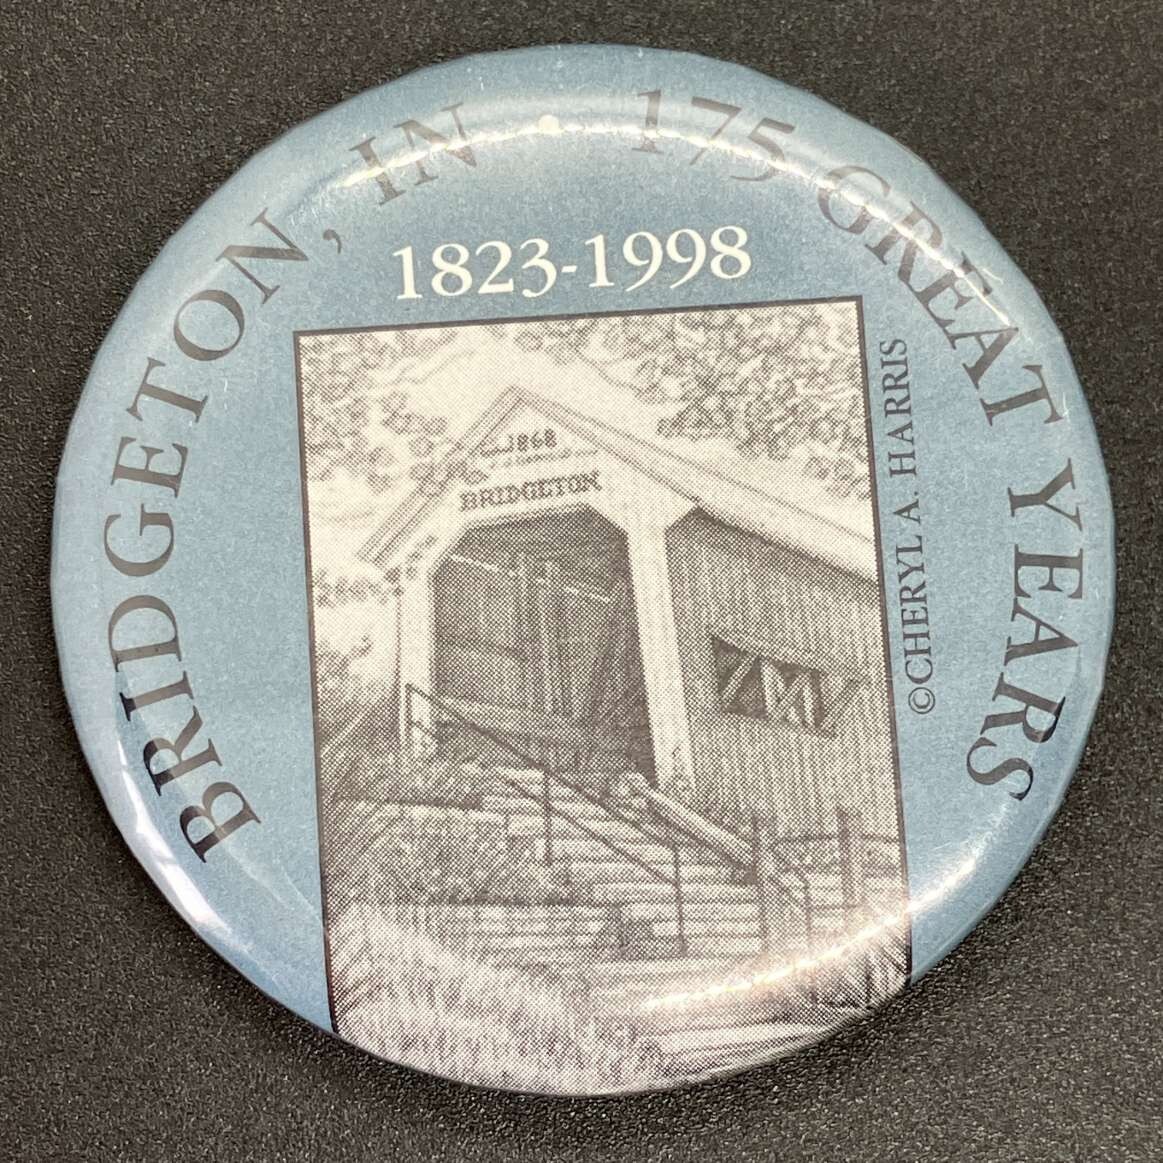 BRIDGETON, IN • 175 GREAT YEARS
1823-1998
1868
BRIDGETON
©CHERYL A. HARRIS